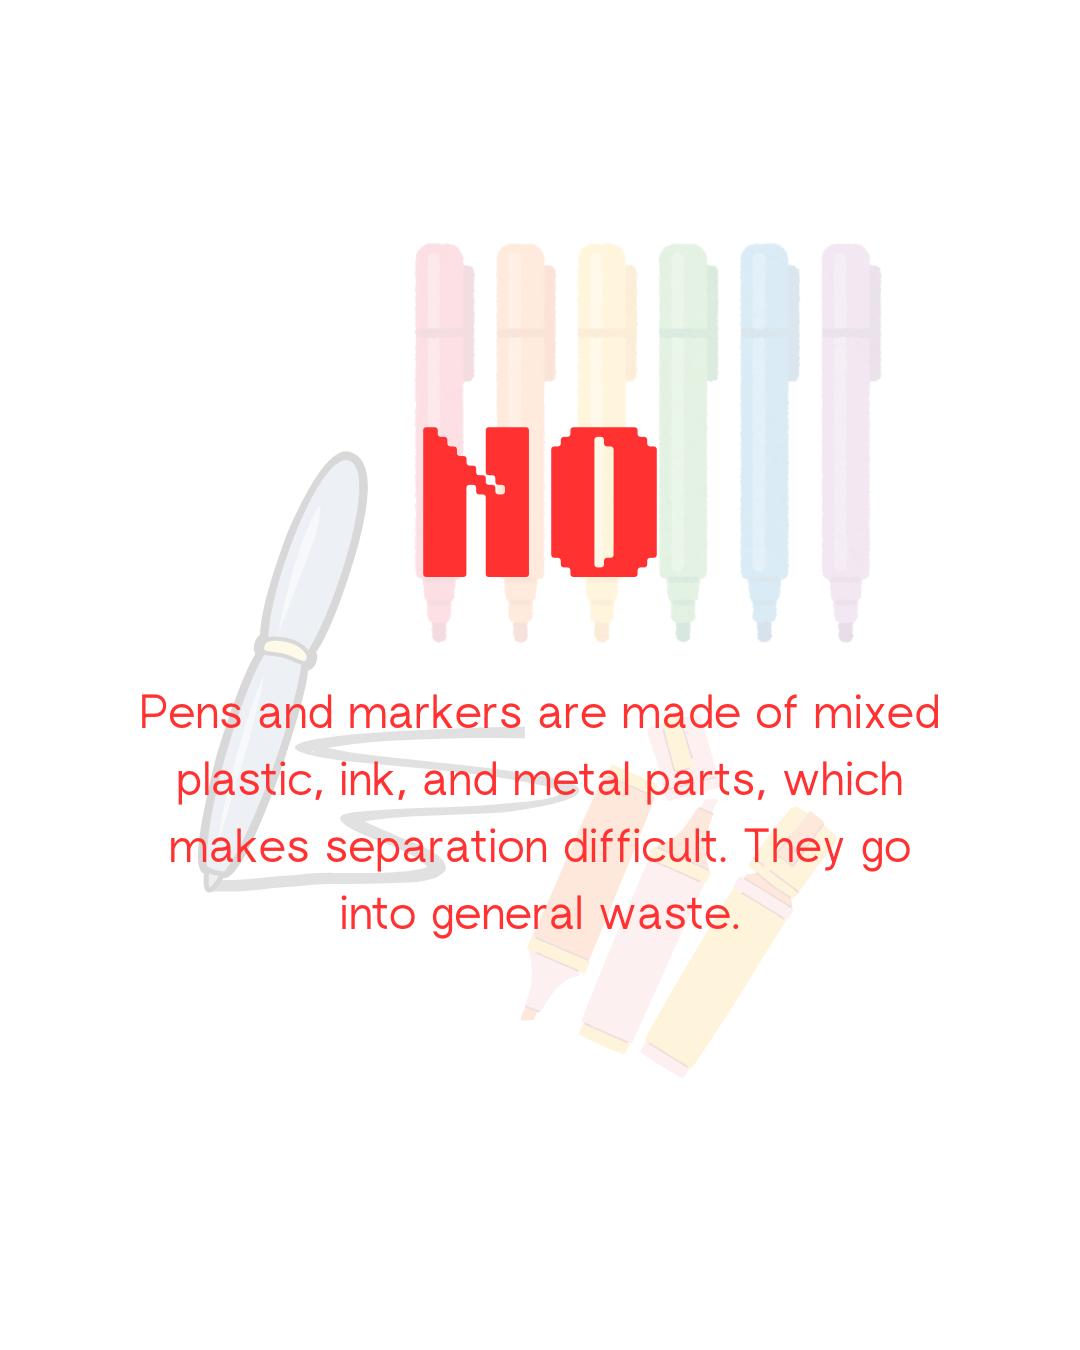 NO
Pens and markers are made of mixed
plastic, ink, and metal parts, which
makes separation difficult. They go
into general waste.